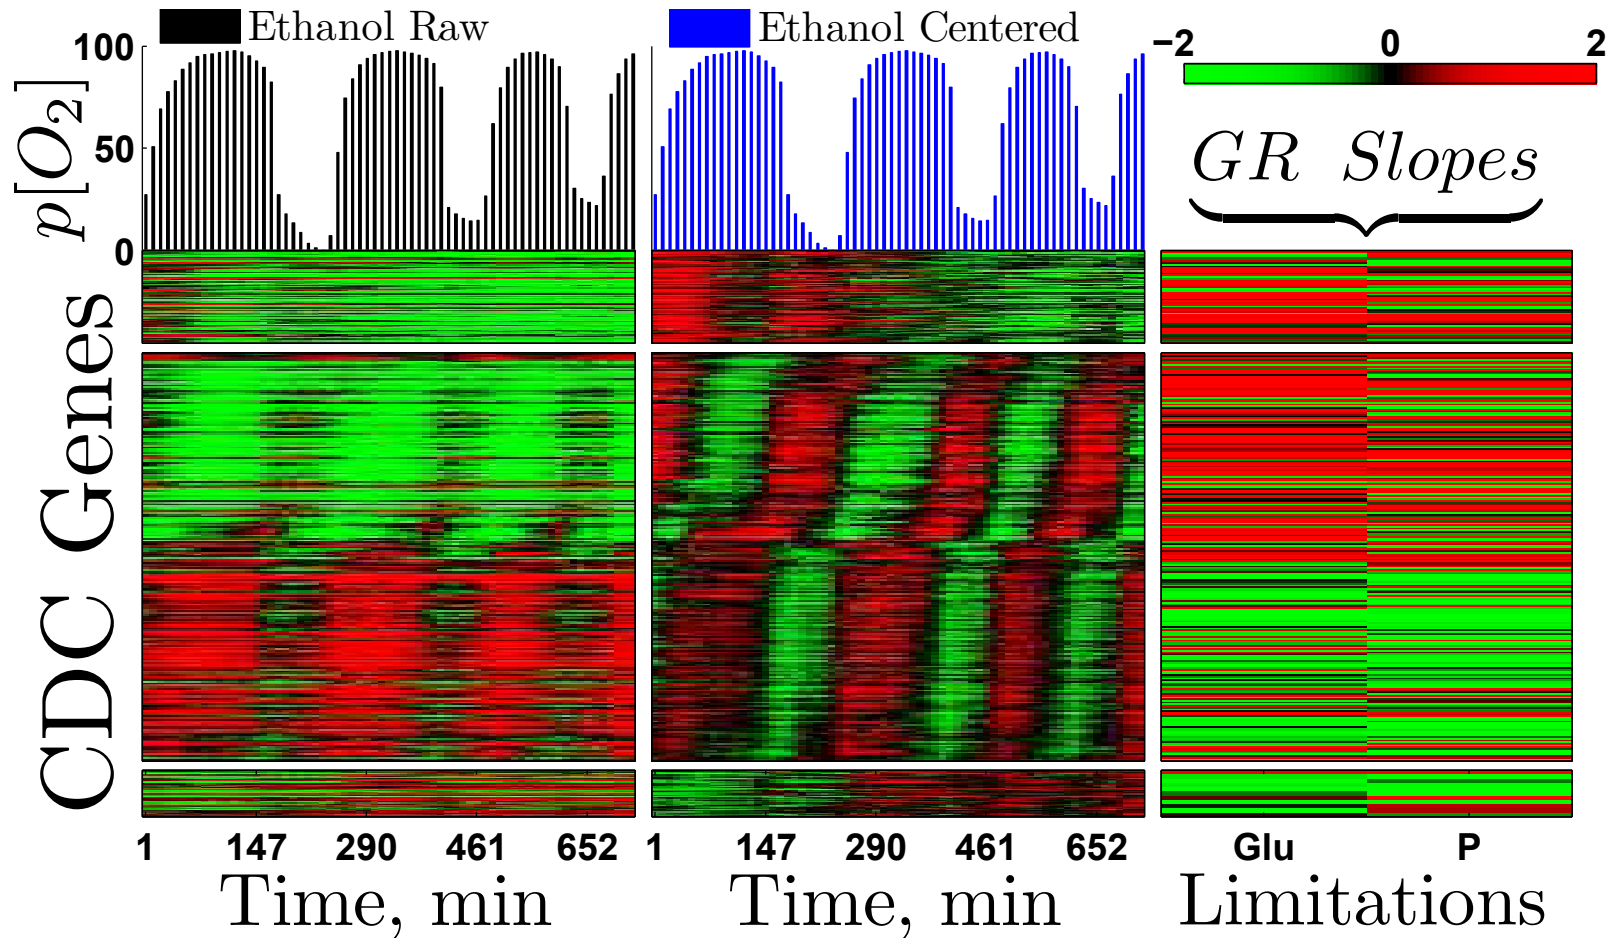 Ethanol Raw
Ethanol Centered
−2 0 2
100
50
0
p[O2]
GR Slopes
CDC Genes
1 147 290 461 652
1 147 290 461 652
Glu P
Time, min
Time, min
Limitations